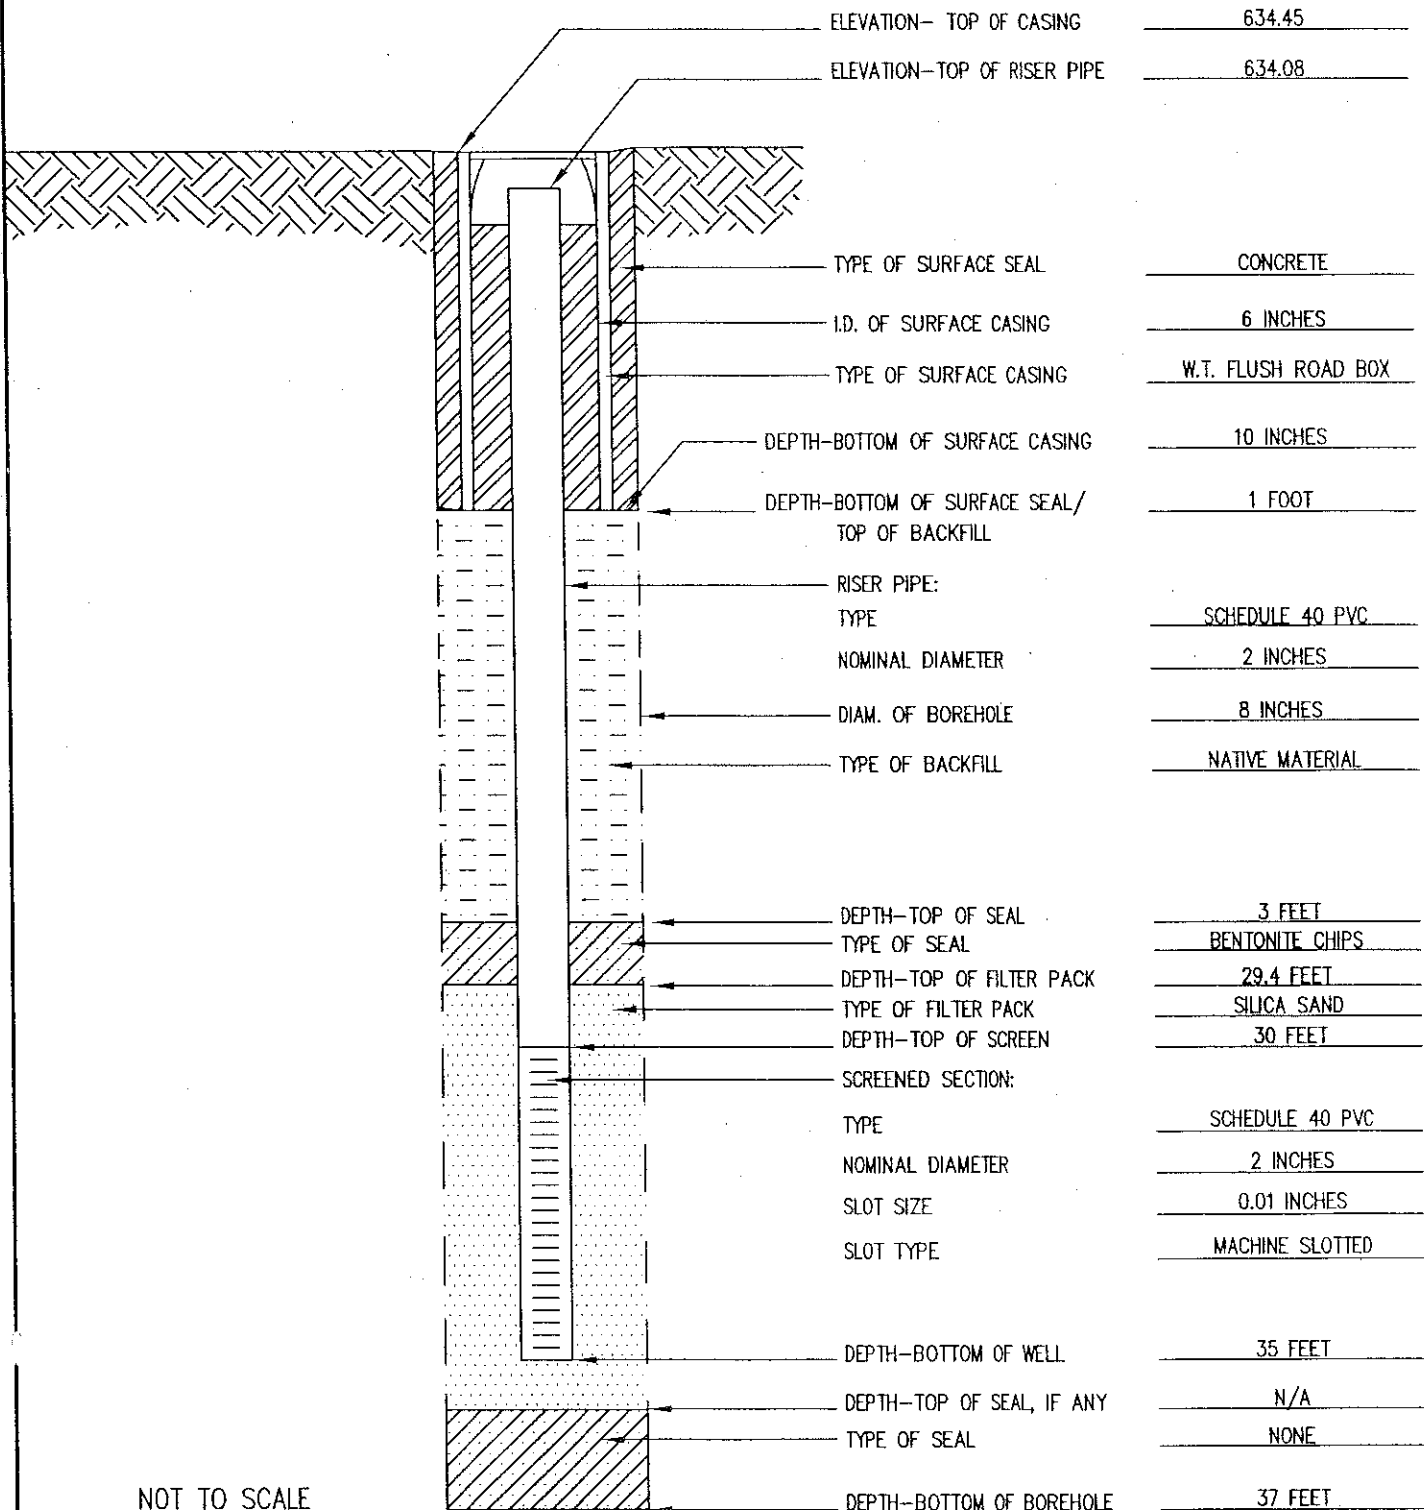 ELEVATION- TOP OF CASING 634.45
ELEVATION-TOP OF RISER PIPE 634.08
TYPE OF SURFACE SEAL CONCRETE
I.D. OF SURFACE CASING 6 INCHES
TYPE OF SURFACE CASING W.T. FLUSH ROAD BOX
DEPTH-BOTTOM OF SURFACE CASING 10 INCHES
DEPTH-BOTTOM OF SURFACE SEAL/ 1 FOOT
TOP OF BACKFILL
RISER PIPE:
TYPE SCHEDULE 40 PVC
NOMINAL DIAMETER 2 INCHES
DIAM. OF BOREHOLE 8 INCHES
TYPE OF BACKFILL NATIVE MATERIAL
DEPTH-TOP OF SEAL 3 FEET
TYPE OF SEAL BENTONITE CHIPS
DEPTH-TOP OF FILTER PACK 29.4 FEET
TYPE OF FILTER PACK SILICA SAND
DEPTH-TOP OF SCREEN 30 FEET
SCREENED SECTION:
TYPE SCHEDULE 40 PVC
NOMINAL DIAMETER 2 INCHES
SLOT SIZE 0.01 INCHES
SLOT TYPE MACHINE SLOTTED
DEPTH-BOTTOM OF WELL 35 FEET
DEPTH-TOP OF SEAL, IF ANY N/A
TYPE OF SEAL NONE
NOT TO SCALE
DEPTH-BOTTOM OF BOREHOLE 37 FEET